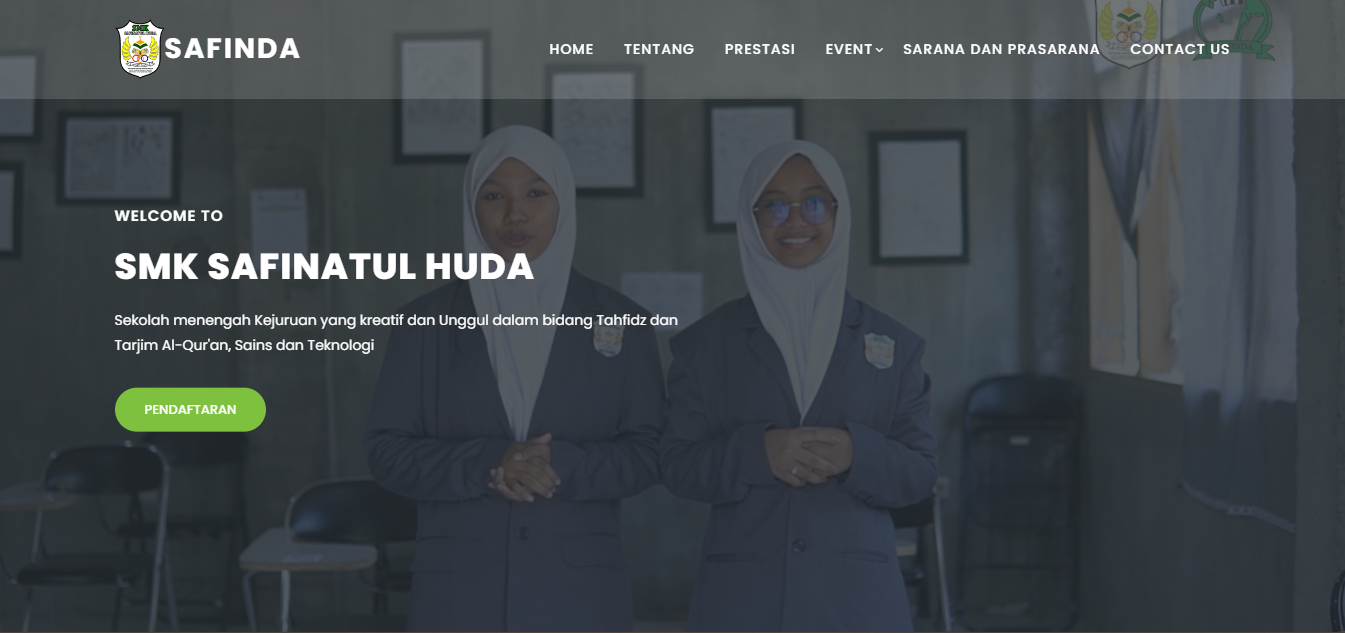 SMK
SAFINDA
HOME
TENTANG
PRESTASI
EVENT
SARANA DAN PRASARANA
CONTACT US
WELCOME TO
SMK SAFINATUL HUDA
Sekolah menengah Kejuruan yang kreatif dan Unggul dalam bidang Tahfidz dan
Tarjim Al-Qur'an, Sains dan Teknologi
PENDAFTARAN